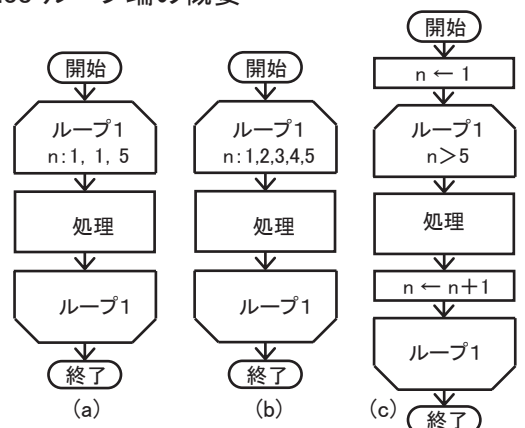 ループ端の概要
開始
ループ1
n:1, 1, 5
処理
ループ1
終了
(a)
開始
ループ1
n:1,2,3,4,5
処理
ループ1
終了
(b)
開始
n ← 1
ループ1
n＞5
処理
n ← n＋1
ループ1
終了
(c)